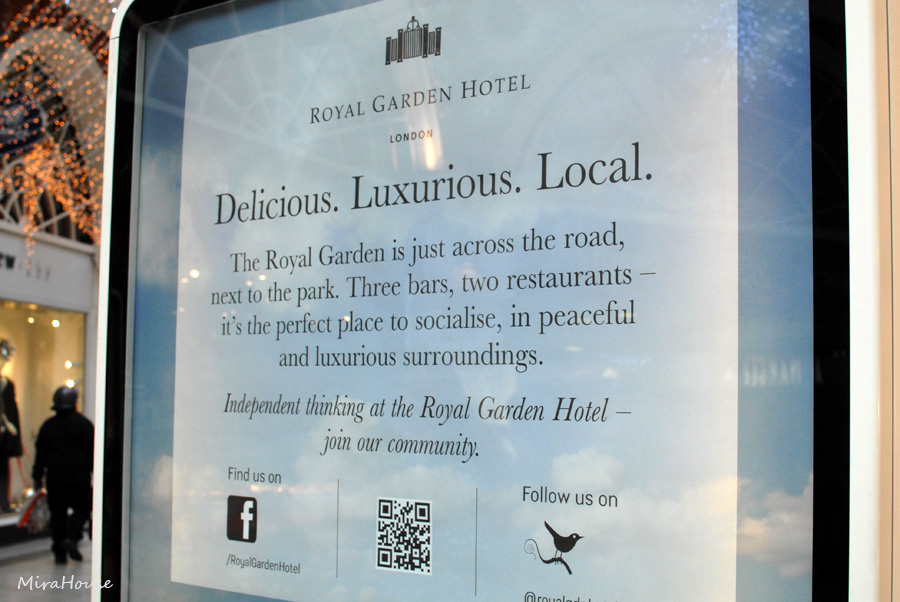 ROYAL GARDEN HOTEL
LONDON
Delicious. Luxurious. Local.
The Royal Garden is just across the road,
next to the park. Three bars, two restaurants –
it's the perfect place to socialise, in peaceful
and luxurious surroundings.
Independent thinking at the Royal Garden Hotel –
join our community.
Find us on
f
/RoyalGardenHotel
Follow us on
MiraHouse